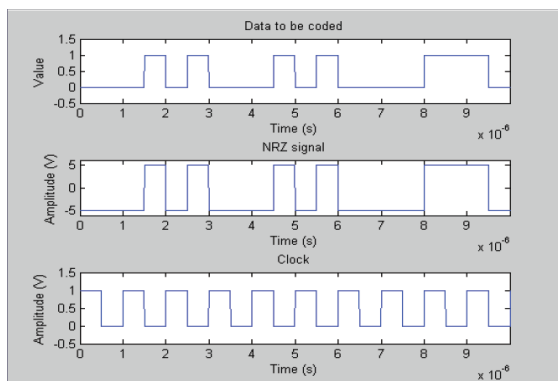 Data to be coded
1.5
1
0.5
0
-0.5
Value
0 1 2 3 4 5 6 7 8 9
Time (s)
x 10^-6
NRZ signal
5
0
-5
Amplitude (V)
0 1 2 3 4 5 6 7 8 9
Time (s)
x 10^-6
Clock
1.5
1
0.5
0
-0.5
Amplitude (V)
0 1 2 3 4 5 6 7 8 9
Time (s)
x 10^-6